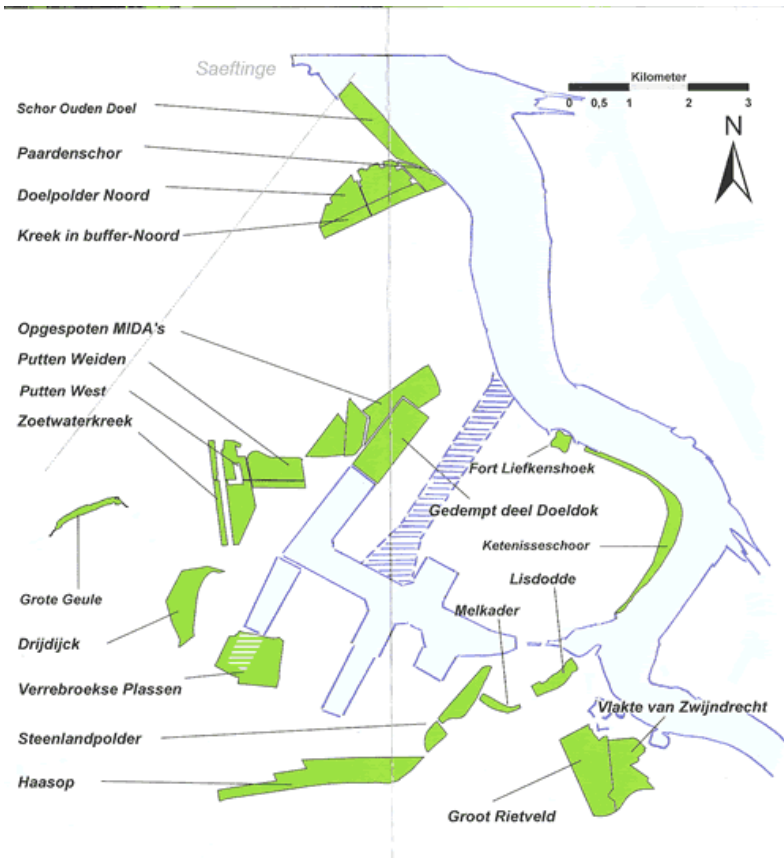 Saeftinge
Kilometer
0 0,5 1 2 3
N
Schor Ouden Doel
Paardenschor
Doelpolder Noord
Kreek in buffer-Noord
Opgespoten MIDA's
Putten Weiden
Putten West
Zoetwaterkreek
Fort Liefkenshoek
Gedempt deel Doeldok
Ketenisseschoor
Lisdodde
Grote Geule
Melkader
Drijdijck
Verrebroekse Plassen
Vlakte van Zwijndrecht
Steenlandpolder
Haasop
Groot Rietveld